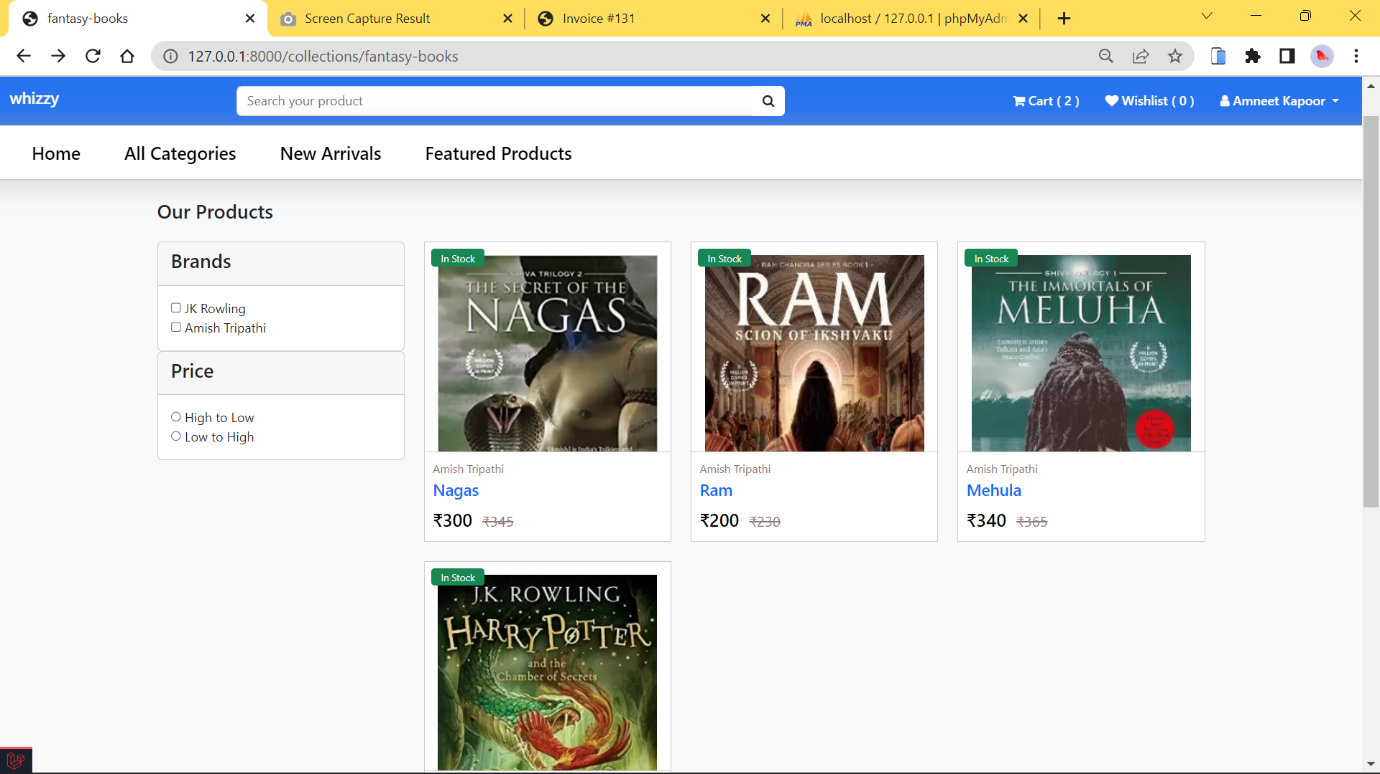 fantasy-books
Screen Capture Result
Invoice #131
localhost / 127.0.0.1 | phpMyAdm
127.0.0.1:8000/collections/fantasy-books
whizzy
Search your product
Cart ( 2 )
Wishlist ( 0 )
Amneet Kapoor
Home
All Categories
New Arrivals
Featured Products
Our Products
Brands
JK Rowling
Amish Tripathi
Price
High to Low
Low to High
In Stock
SHIVA TRILOGY 2
THE SECRET OF THE
NAGAS
Amish Tripathi
Nagas
₹300 ₹345
In Stock
RAM CHANDRA SERIES BOOK 1
RAM
SCION OF IKSHVAKU
Amish Tripathi
Ram
₹200 ₹230
In Stock
SHIVA TRILOGY 1
THE IMMORTALS OF
MELUHA
Amish Tripathi
Mehula
₹340 ₹365
In Stock
J.K. ROWLING
HARRY POTTER
and the
Chamber of Secrets